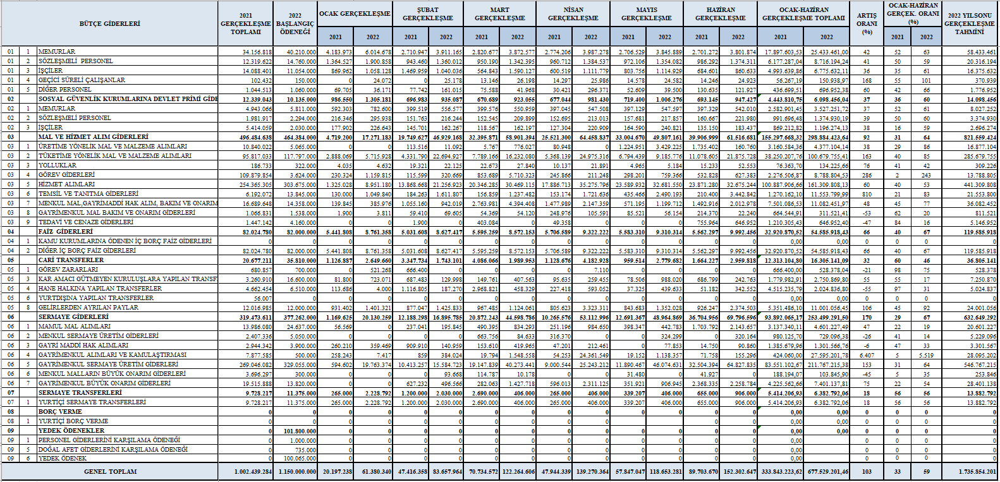 BÜTÇE GİDERLERİ | 2021 GERÇEKLEŞME TOPLAMI | 2022 BAŞLANGIÇ ÖDENEĞİ | OCAK GERÇEKLEŞME | ŞUBAT GERÇEKLEŞME | MART GERÇEKLEŞME | NİSAN GERÇEKLEŞME | MAYIS GERÇEKLEŞME | HAZİRAN GERÇEKLEŞME | OCAK-HAZİRAN GERÇEKLEŞME TOPLAMI | ARTIŞ ORANI (%) | OCAK-HAZİRAN GERÇEK. ORANI (%) | 2022 YILSONU GERÇEKLEŞME TAHMİNİ
2021 2022 2021 2022 2021 2022 2021 2022 2021 2022 2021 2022 2021 2022 2021 2022
01 1 MEMURLAR 34.156.818 40.210.000 4.183.973 6.014.678 2.710.947 3.911.165 2.820.677 3.872.577 2.774.206 3.987.278 2.706.529 3.845.889 2.701.272 3.801.874 17.897.603,53 25.433.461,00 42 52 63 58.433.461
01 2 SÖZLEŞMELİ PERSONEL 12.319.622 14.760.000 1.364.527 1.900.858 943.460 1.360.012 950.190 1.342.395 960.712 1.384.537 972.106 1.354.082 986.292 1.374.311 6.177.287,04 8.716.194,24 41 50 59 20.316.194
01 3 İŞÇİLER 14.088.401 11.054.000 869.962 1.058.128 1.469.959 1.040.036 564.843 1.590.127 600.519 1.111.779 803.756 1.114.929 684.601 860.633 4.993.639,86 6.775.632,11 36 35 61 16.375.632
01 4 GEÇİCİ SÜRELİ ÇALIŞANLAR 102.432 150.000 0 24.072 0 25.178 13.146 26.198 14.297 25.986 14.578 24.582 14.246 24.923 56.267,19 150.938,97 168 55 101 370.939
01 5 DİĞER PERSONEL 1.044.513 1.060.000 69.705 36.171 77.742 161.015 75.588 41.968 30.421 296.371 52.609 39.500 130.635 121.927 436.699,51 696.952,38 60 42 66 1.776.952
02 SOSYAL GÜVENLİK KURUMLARINA DEVLET PRİMİ GİDE 12.339.043 10.135.000 986.550 1.305.181 696.983 935.087 670.689 923.055 677.044 981.430 719.400 1.006.276 693.145 947.427 4.443.810,75 6.098.456,04 37 36 60 14.098.456
02 1 MEMURLAR 4.943.066 5.811.000 592.303 782.600 399.519 556.577 399.576 550.959 397.045 547.508 397.129 547.597 397.329 542.010 2.582.901,45 3.527.251,72 37 52 61 8.027.252
02 2 SÖZLEŞMELİ PERSONEL 1.981.917 2.294.000 216.346 295.938 151.763 216.244 152.545 209.899 152.695 213.013 157.681 217.857 160.667 221.980 991.696,48 1.374.930,19 39 50 60 3.374.930
02 3 İŞÇİLER 5.414.059 2.030.000 177.902 226.643 145.701 162.267 118.567 162.197 127.304 220.909 164.590 240.821 135.150 183.437 869.212,82 1.196.274,13 38 16 59 2.696.274
03 MAL VE HİZMET ALIM GİDERLERİ 496.484.638 464.384.000 4.719.200 17.271.183 19.749.627 46.929.168 32.395.871 58.901.394 25.521.300 64.458.837 33.004.670 49.807.161 39.906.999 61.516.681 155.297.668,32 298.884.423,64 92 31 64 821.559.424
03 1 ÜRETİME YÖNELİK MAL VE MALZEME ALIMLARI 10.840.022 5.065.000 0 0 113.516 11.092 5.767 776.027 80.948 0 1.224.951 3.429.225 1.735.402 160.760 3.160.584,36 4.377.104,14 38 29 86 16.877.104
03 2 TÜKETİME YÖNELİK MAL VE MALZEME ALIMLARI 95.817.033 117.797.000 2.888.069 5.715.928 4.331.790 22.694.927 7.789.166 16.232.080 5.368.139 24.975.316 6.794.439 9.185.776 11.078.605 21.875.728 38.250.207,76 100.679.755,41 163 40 85 285.679.755
03 3 YOLLUKLAR 186.733 322.000 4.035 4.632 19.321 22.125 22.673 27.840 10.137 21.891 4.965 5.184 15.233 52.553 76.363,70 134.225,66 76 41 42 309.226
03 4 GÖREV GİDERLERİ 109.879.854 3.624.000 230.324 1.159.815 115.599 320.669 853.689 5.710.323 245.866 211.248 298.201 759.366 532.828 627.383 2.276.506,87 8.788.804,53 286 2 243 13.788.805
03 5 HİZMET ALIMLARI 254.365.305 303.675.000 1.325.028 8.951.180 13.868.668 21.256.923 20.346.285 30.469.115 17.886.713 35.275.796 23.589.932 32.681.550 23.871.280 32.675.244 100.887.906,66 161.309.808,13 60 40 53 441.309.808
03 6 TEMSİL VE TANITMA GİDERLERİ 6.192.072 13.845.000 130.000 1.049.840 184.263 1.611.807 156.859 1.237.482 153.174 1.721.636 435.466 2.490.193 210.400 3.442.842 1.270.162,10 11.553.799,99 810 21 83 21.553.800
03 7 MENKUL MAL,GAYRİMADDİ HAK ALIM, BAKIM VE ONARIM 16.689.648 14.358.000 139.845 385.976 1.055.160 942.019 2.763.981 4.394.408 1.477.989 2.147.359 571.195 1.199.712 1.492.916 2.012.978 7.501.086,53 11.082.451,97 48 45 77 36.082.452
03 8 GAYRİMENKUL MAL BAKIM VE ONARIM GİDERLERİ 1.066.831 1.538.000 1.900 3.811 59.410 69.605 54.369 54.120 248.976 105.591 85.521 56.154 214.370 22.240 664.544,91 311.521,41 -53 62 20 811.521
03 9 TEDAVİ VE CENAZE GİDERLERİ 1.447.142 4.160.000 0 0 1.900 0 403.084 0 49.358 0 0 0 755.964 646.952 1.210.305,43 646.952,40 -47 84 16 5.146.952
04 FAİZ GİDERLERİ 82.024.780 82.000.000 5.441.808 8.761.358 5.031.608 8.627.417 5.595.259 8.572.153 5.706.589 9.322.222 5.583.310 9.310.314 5.562.297 9.992.456 32.920.870,52 54.585.918,43 66 40 67 119.585.918
04 1 KAMU KURUMLARINA ÖDENEN İÇ BORÇ FAİZ GİDERLERİ 0 0 0 0 0 0 0 0 0 0 0 0 0 0 0,00 0,00 0 0 0 0
04 2 DİĞER İÇ BORÇ FAİZ GİDERLERİ 82.024.780 82.000.000 5.441.808 8.761.358 5.031.608 8.627.417 5.595.259 8.572.153 5.706.589 9.322.222 5.583.310 9.310.314 5.562.297 9.992.456 32.920.870,52 54.585.918,43 66 40 67 119.585.918
05 CARİ TRANSFERLER 20.677.211 35.810.000 1.126.887 2.649.660 3.347.734 1.743.101 4.086.066 1.989.953 1.128.676 4.182.928 959.514 2.779.682 1.664.227 2.959.818 12.313.104,80 16.305.141,09 32 60 46 36.805.141
05 1 GÖREV ZARARLARI 680.857 700.000 0 521.268 666.400 0 0 0 0 7.110 0 0 0 0 666.400,00 528.378,04 -21 98 75 528.378
05 3 KAR AMACI GÜTMEYEN KURULUŞLARA YAPILAN TRANSF 3.260.910 16.600.000 81.800 723.071 687.483 129.998 149.761 407.563 95.635 259.455 78.506 988.020 686.799 242.763 1.779.982,91 2.750.869,80 55 55 17 7.250.870
05 4 HANE HALKINA YAPILAN TRANSFERLER 4.662.454 6.510.000 113.686 4.000 1.116.805 187.270 2.968.821 458.329 227.418 593.052 37.325 439.633 51.182 342.552 4.515.235,79 2.024.836,80 -55 97 31 5.024.837
05 6 YURTDIŞINA YAPILAN TRANSFERLER 56.007 0 0 0 0 0 0 0 0 0 0 0 0 0 0,00 0,00 0 0 0 0
05 8 GELİRLERDEN AYRILAN PAYLAR 12.016.985 12.000.000 931.402 1.401.321 877.047 1.425.833 967.485 1.124.061 805.623 3.323.311 843.683 1.352.028 926.247 2.374.503 5.351.486,10 11.001.056,45 106 45 92 24.001.056
06 SERMAYE GİDERLERİ 319.473.611 377.262.000 1.169.625 20.130.259 12.188.298 16.895.785 20.872.243 44.598.786 10.265.576 53.112.996 12.691.367 48.964.869 36.704.956 69.796.596 93.892.065,17 253.499.291,50 170 29 67 632.649.292
06 1 MAMUL MAL ALIMLARI 13.986.080 24.637.000 56.569 0 237.041 195.845 490.395 834.293 251.196 984.650 398.347 442.783 1.703.792 2.143.657 3.137.340,11 4.601.227,49 47 22 19 20.601.227
06 2 MENKUL SERMAYE ÜRETİM GİDERLERİ 2.407.336 5.050.000 0 0 0 0 663.756 84.633 316.370 0 0 324.299 0 320.164 980.125,70 729.096,38 -26 41 14 5.229.096
06 3 GAYRİ MADDİ HAK ALIMLARI 2.944.342 3.900.000 260.210 359.469 909.910 140.959 153.610 419.965 47.201 212.461 0 77.853 14.750 90.860 1.385.679,96 1.301.566,76 -6 47 33 3.301.567
06 4 GAYRİMENKUL ALIMLARI VE KAMULAŞTIRMASI 7.877.585 500.000 258.243 7.417 859 384.024 19.794 1.548.558 54.253 24.361.549 19.152 1.138.357 71.758 155.296 424.060,00 27.595.201,78 6.407 5 5.519 28.095.202
06 5 GAYRİMENKUL SERMAYE ÜRETİM GİDERLERİ 269.046.082 329.055.000 594.602 19.763.374 10.413.257 15.584.723 19.147.839 40.273.441 9.000.544 25.243.212 11.890.467 46.074.631 32.504.394 64.827.835 83.551.102,67 211.767.215,38 153 31 64 546.767.215
06 6 MENKUL MALLARIN BÜYÜK ONARIM GİDERLERİ 3.696.297 300.000 0 0 0 93.668 114.787 10.178 0 0 31.480 0 41.927 0 188.194,07 103.845,90 -45 5 35 253.846
06 7 GAYRİMENKUL BÜYÜK ONARIM GİDERLERİ 19.515.888 13.820.000 0 0 627.232 496.566 282.063 1.427.718 596.013 2.311.125 351.921 906.945 2.368.335 2.258.784 4.225.562,66 7.401.137,81 75 22 54 28.401.138
07 SERMAYE TRANSFERLERİ 9.728.217 11.375.000 265.000 2.228.792 1.200.000 2.030.000 2.690.000 406.000 265.000 406.000 339.207 406.000 655.000 906.000 5.414.206,93 6.382.792,06 18 56 56 13.882.792
07 1 YURTİÇİ SERMAYE TRANSFERLERİ 9.728.217 11.375.000 265.000 2.228.792 1.200.000 2.030.000 2.690.000 406.000 265.000 406.000 339.207 406.000 655.000 906.000 5.414.206,93 6.382.792,06 18 56 56 13.882.792
08 BORÇ VERME 0 0 0 0 0 0 0 0 0 0 0 0 0 0 0,00 0,00 0 0 0 0
08 1 YURTİÇİ BORÇ VERME 0 0 0 0 0 0 0 0 0 0 0 0 0 0,00 0,00 0 0 0 0
09 YEDEK ÖDENEKLER 0 101.800.000 0 0 0 0 0 0 0 0 0 0 0 0 0,00 0,00 0 0 0 0
09 1 PERSONEL GİDERLERİNİ KARŞILAMA ÖDENEĞİ 0 1.000.000 0 0 0 0 0 0 0 0 0 0 0 0 0,00 0 0 0 0
09 5 DOĞAL AFET GİDERLERİNİ KARŞILAMA ÖDENEĞİ 0 735.000 0 0 0 0 0 0 0 0 0 0 0 0 0,00 0 0 0 0
09 6 YEDEK ÖDENEK 0 100.065.000 0 0 0 0 0 0 0 0 0 0 0 0 0,00 0 0 0 0
GENEL TOPLAM 1.002.439.284 1.150.000.000 20.197.238 61.380.340 47.416.358 83.657.964 70.734.572 122.264.606 47.944.339 139.270.364 57.847.047 118.653.281 89.703.670 152.302.647 333.843.223,62 677.529.201,46 103 33 59 1.735.854.201